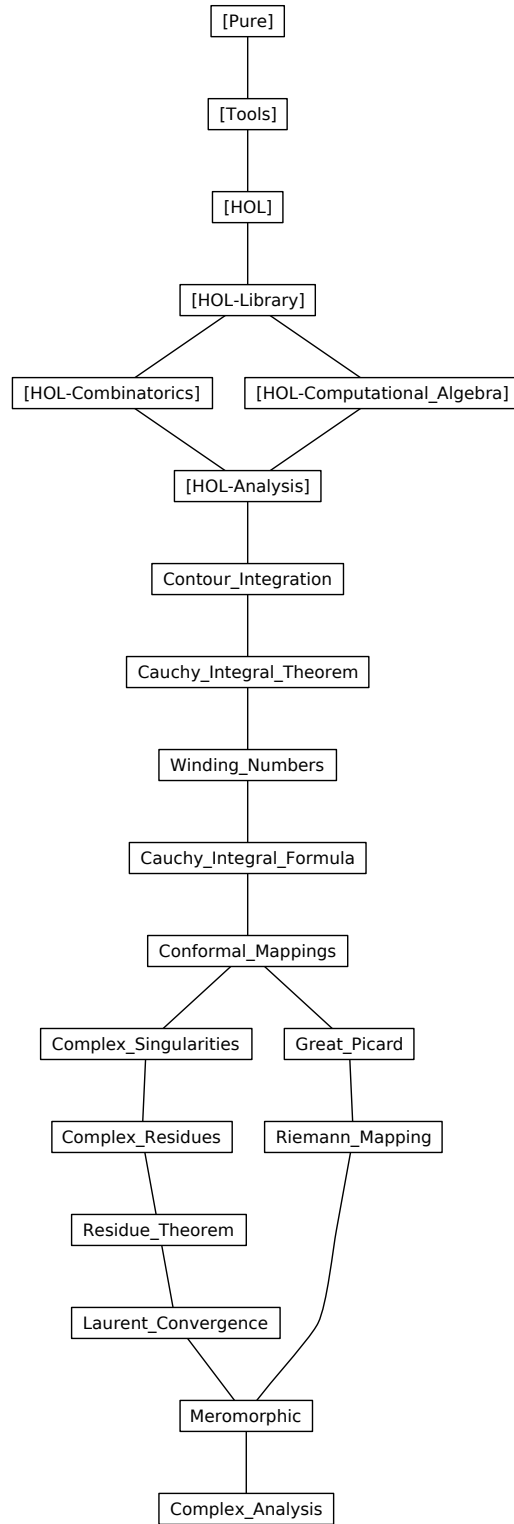 [Pure]
[Tools]
[HOL]
[HOL-Library]
[HOL-Combinatorics]
[HOL-Computational_Algebra]
[HOL-Analysis]
Contour_Integration
Cauchy_Integral_Theorem
Winding_Numbers
Cauchy_Integral_Formula
Conformal_Mappings
Complex_Singularities
Great_Picard
Complex_Residues
Riemann_Mapping
Residue_Theorem
Laurent_Convergence
Meromorphic
Complex_Analysis